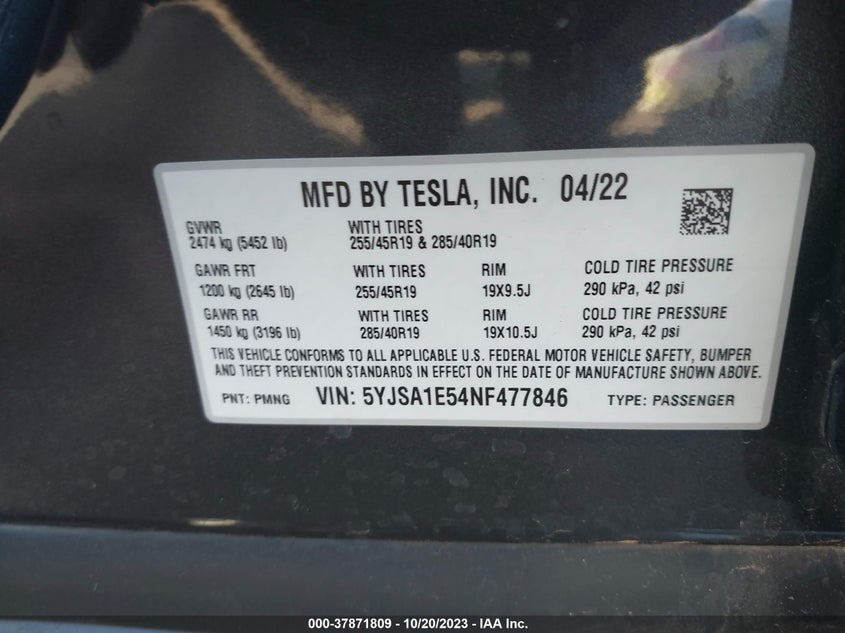 MFD BY TESLA, INC. 04/22
GVWR WITH TIRES
2474 kg (5452 lb) 255/45R19 & 285/40R19
GAWR FRT WITH TIRES RIM COLD TIRE PRESSURE
1200 kg (2645 lb) 255/45R19 19X9.5J 290 kPa, 42 psi
GAWR RR WITH TIRES RIM COLD TIRE PRESSURE
1450 kg (3196 lb) 285/40R19 19X10.5J 290 kPa, 42 psi
THIS VEHICLE CONFORMS TO ALL APPLICABLE U.S. FEDERAL MOTOR VEHICLE SAFETY, BUMPER
AND THEFT PREVENTION STANDARDS IN EFFECT ON THE DATE OF MANUFACTURE SHOWN ABOVE.
PNT: PMNG VIN: 5YJSA1E54NF477846 TYPE: PASSENGER
000-37871809 - 10/20/2023 - IAA Inc.